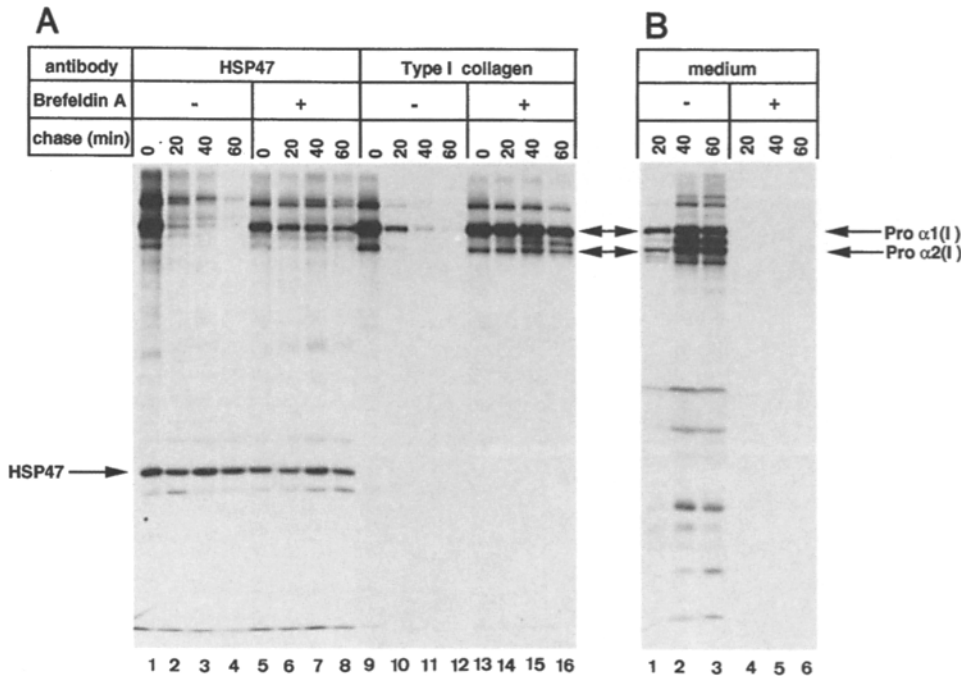 A
B
antibody HSP47 Type I collagen
medium
Brefeldin A - + - +
- +
chase (min) 0 20 40 60 0 20 40 60 0 20 40 60 0 20 40 60
20 40 60 20 40 60
Pro α1(I)
Pro α2(I)
HSP47
1 2 3 4 5 6 7 8 9 10 11 12 13 14 15 16
1 2 3 4 5 6